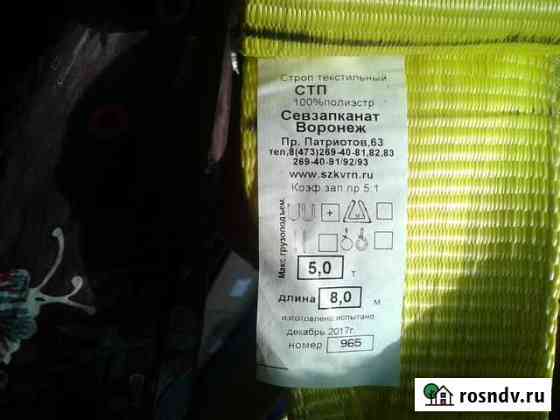 Строп текстильный
СТП
100%полиэстр
Севзапканат
Воронеж
Пр. Патриотов,63
тел,8(473)269-40-81,82,83
269-40-91/92/93
www.szkvrn.ru
Коэф зап пр 5:1
Макс.грузоподъем.
+
5,0 т
длина 8,0 м
изготовлено испытано
декабрь 2017г.
номер 965
rosndv.ru